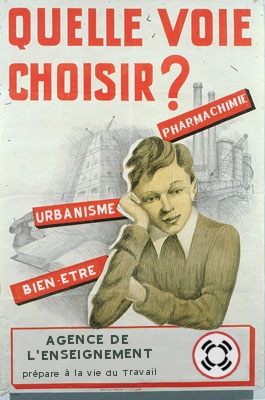 QUELLE VOIE
CHOISIR?
PHARMACHIMIE
URBANISME
BIEN-ETRE
AGENCE DE
L'ENSEIGNEMENT
prépare à la vie du Travail